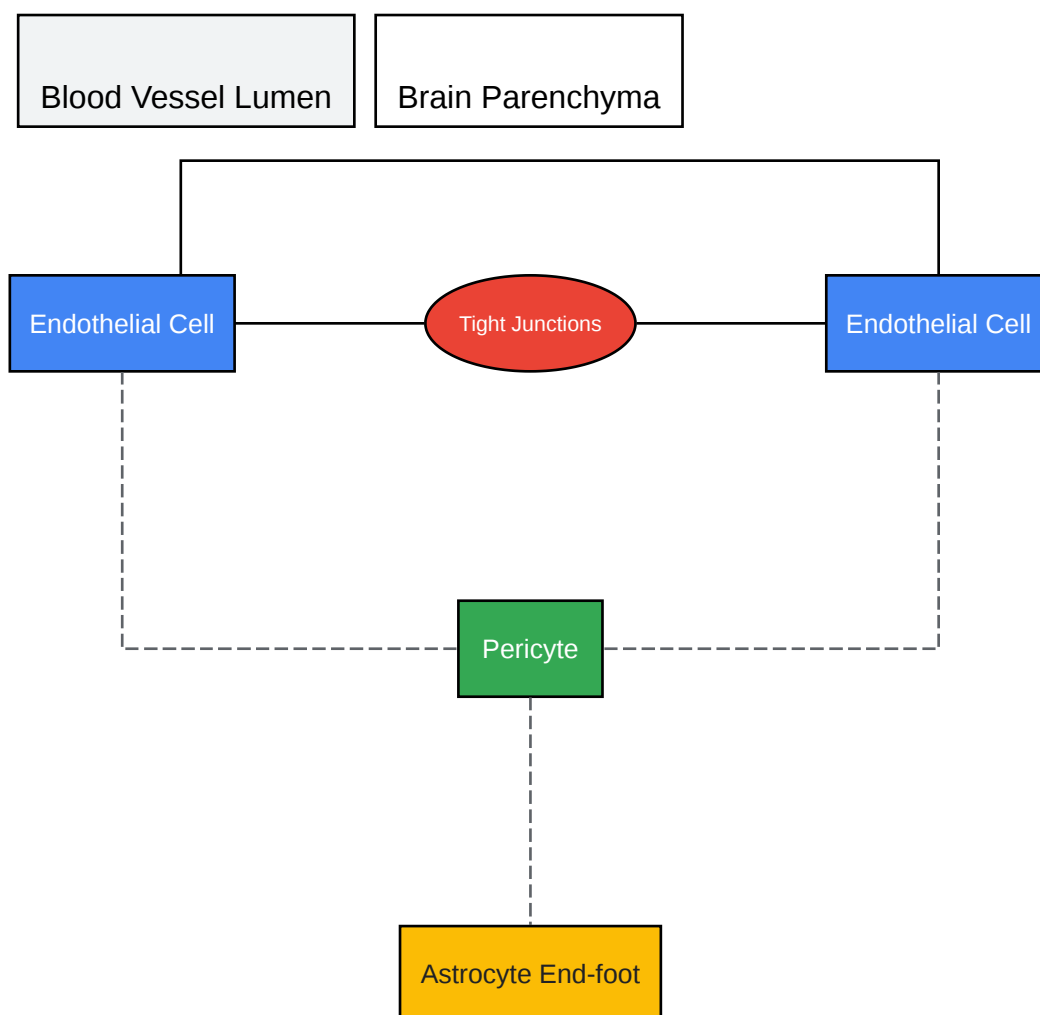 Blood Vessel Lumen
Brain Parenchyma
Endothelial Cell
Tight Junctions
Endothelial Cell
Pericyte
Astrocyte End-foot